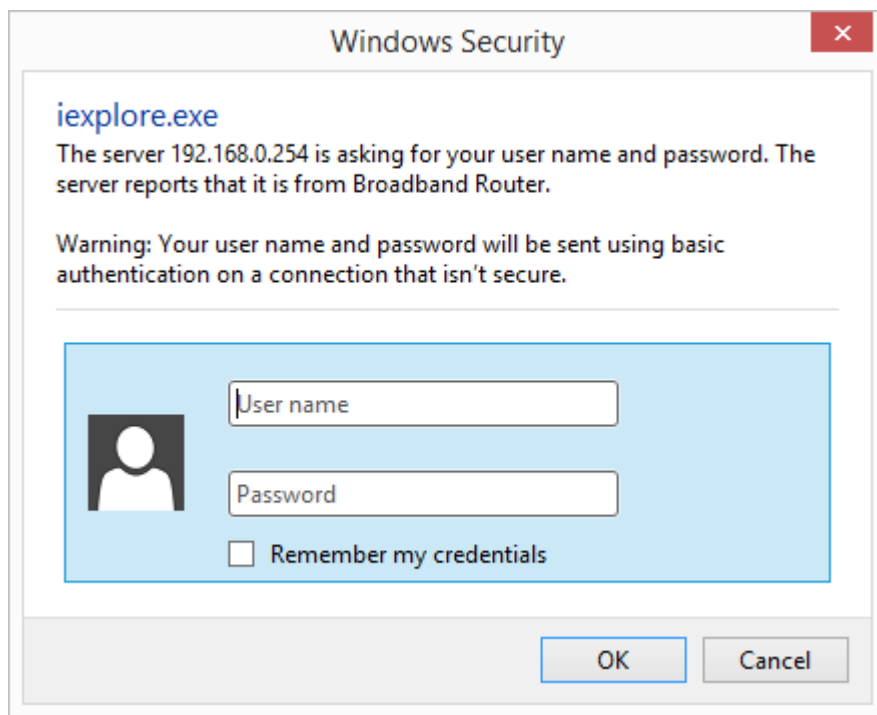 Windows Security
iexplore.exe
The server 192.168.0.254 is asking for your user name and password. The
server reports that it is from Broadband Router.
Warning: Your user name and password will be sent using basic
authentication on a connection that isn't secure.
User name
Password
Remember my credentials
OK
Cancel